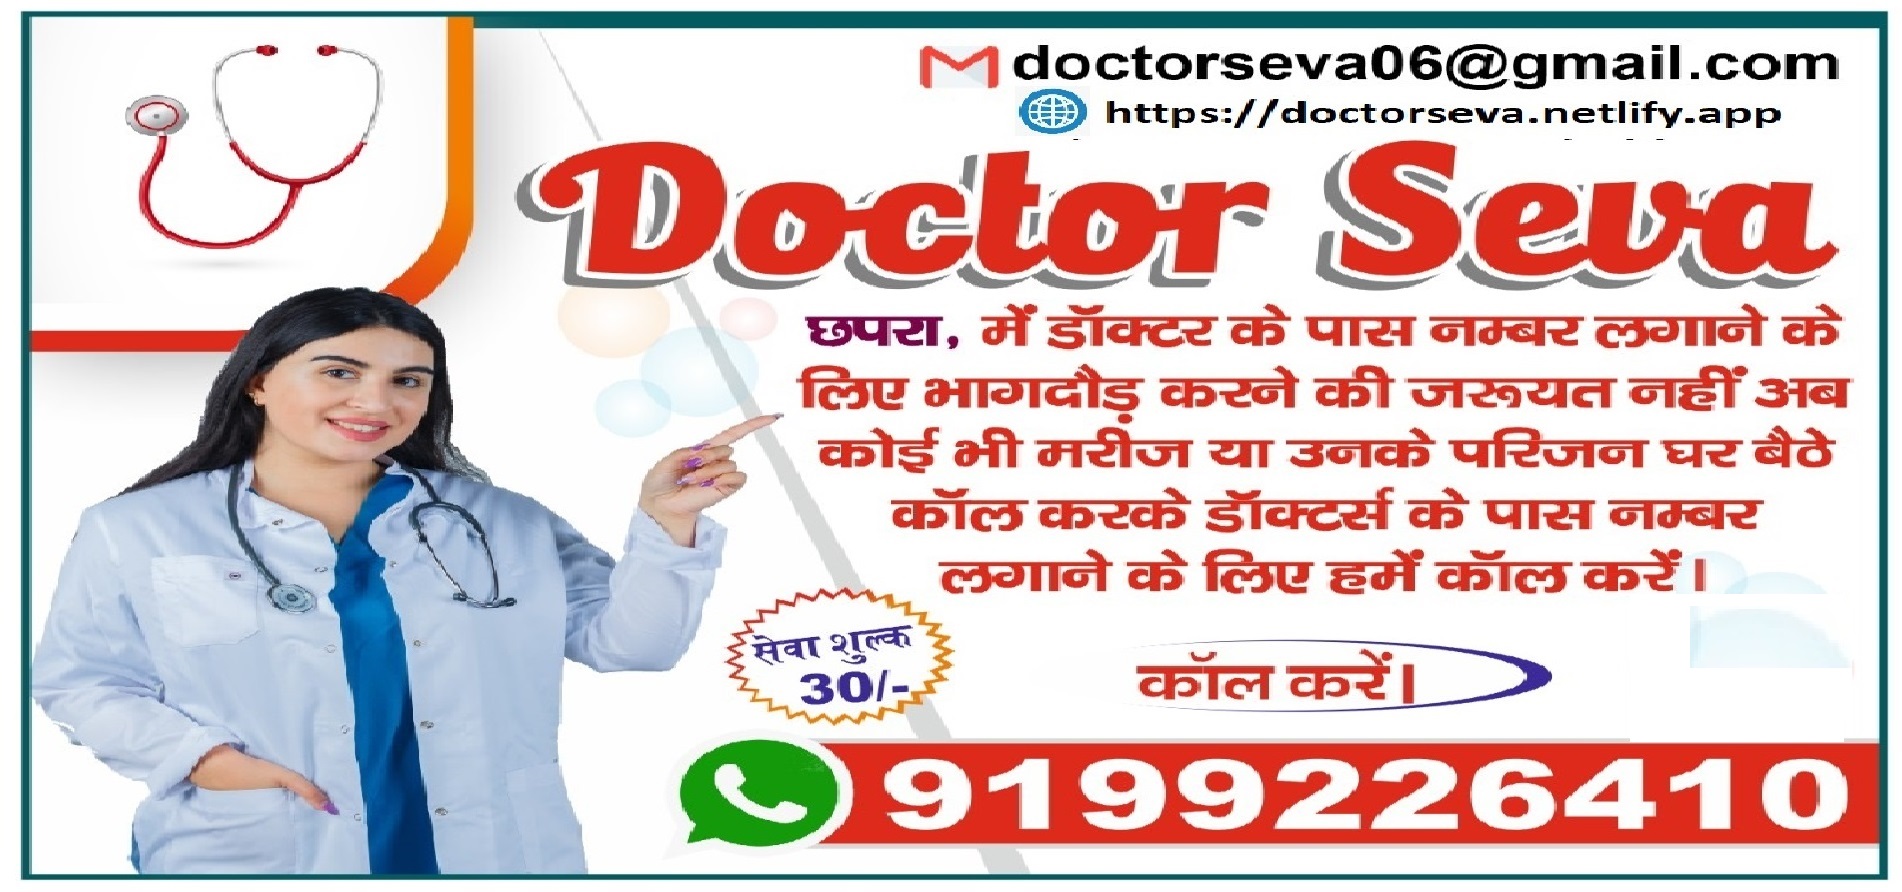 doctorseva06@gmail.com
https://doctorseva.netlify.app
Doctor Seva
छपरा, में डॉक्टर के पास नम्बर लगाने के
लिए भागदौड़ करने की जरूयत नहीं अब
कोई भी मरीज या उनके परिजन घर बैठे
कॉल करके डॉक्टर्स के पास नम्बर
लगाने के लिए हमें कॉल करें।
सेवा शुल्क
30/-
कॉल करें।
9199226410